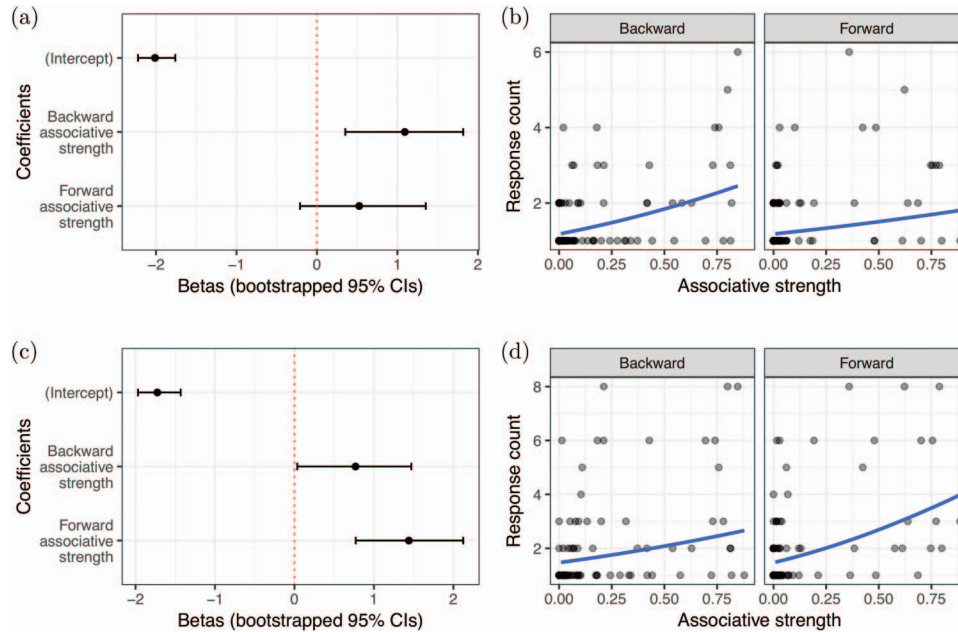 (a)
(Intercept)
Backward
associative
strength
Forward
associative
strength
Coefficients
−2 −1 0 1 2
Betas (bootstrapped 95% CIs)
(b)
Backward Forward
6
4
2
Response count
0.00 0.25 0.50 0.75 0.00 0.25 0.50 0.75
Associative strength
(c)
(Intercept)
Backward
associative
strength
Forward
associative
strength
Coefficients
−2 −1 0 1 2
Betas (bootstrapped 95% CIs)
(d)
Backward Forward
8
6
4
2
Response count
0.00 0.25 0.50 0.75 0.00 0.25 0.50 0.75
Associative strength